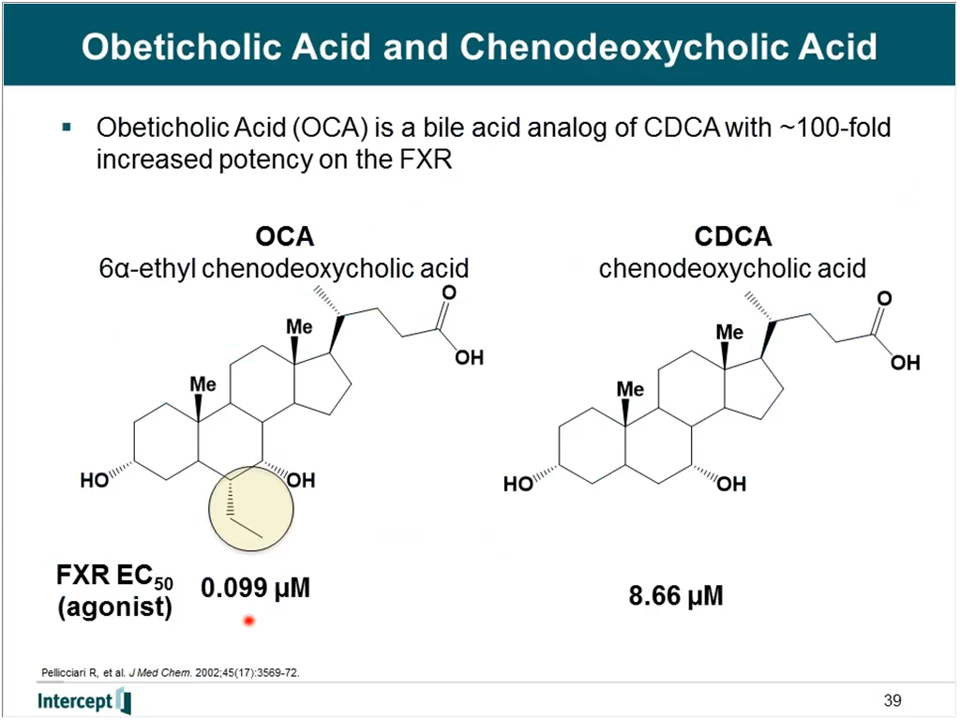 Obeticholic Acid and Chenodeoxycholic Acid
▪ Obeticholic Acid (OCA) is a bile acid analog of CDCA with ~100-fold
increased potency on the FXR
OCA
6α-ethyl chenodeoxycholic acid
O
Me
OH
Me
HO
OH
CDCA
chenodeoxycholic acid
O
Me
OH
Me
HO
OH
FXR EC50
(agonist)
0.099 µM
8.66 µM
Pellicciari R, et al. J Med Chem. 2002;45(17):3569-72.
Intercept
39